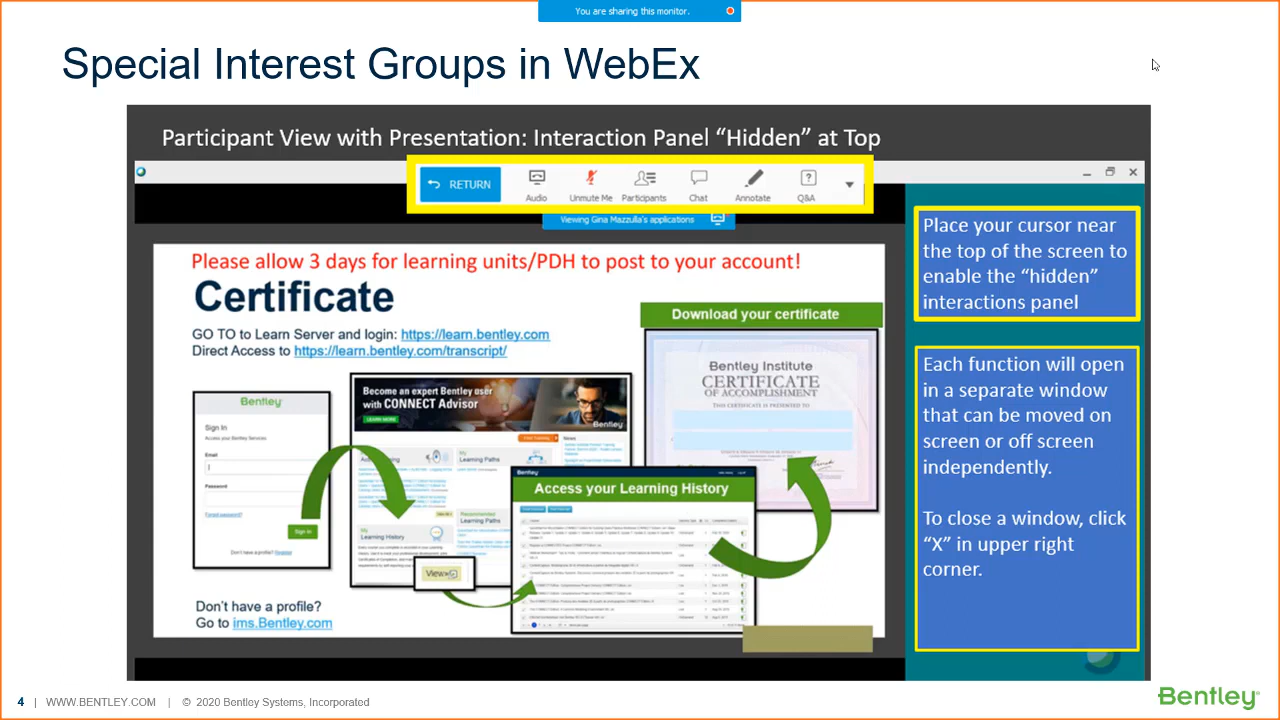 You are sharing this monitor.
Special Interest Groups in WebEx
Participant View with Presentation: Interaction Panel “Hidden” at Top
RETURN
Audio
Unmute Me
Participants
Chat
Annotate
Q&A
Viewing Gina Mazzulla's applications
Please allow 3 days for learning units/PDH to post to your account!
Certificate
GO TO to Learn Server and login: https://learn.bentley.com
Direct Access to https://learn.bentley.com/transcript/
Bentley
Sign In
Access your Bentley Services.
Email
Password
Forgot password?
Sign in
Don't have a profile? Register
Become an expert Bentley user
with CONNECT Advisor
LEARN MORE
Bentley
News
My
Learning Paths
My
Learning History
Recommended
Learning Paths
View
Bentley
Access your Learning History
Download your certificate
Bentley Institute
CERTIFICATE
OF ACCOMPLISHMENT
THIS CERTIFICATE IS PRESENTED TO
Don't have a profile?
Go to ims.Bentley.com
Place your cursor near
the top of the screen to
enable the “hidden”
interactions panel
Each function will open
in a separate window
that can be moved on
screen or off screen
independently.
To close a window, click
“X” in upper right
corner.
4 | WWW.BENTLEY.COM | © 2020 Bentley Systems, Incorporated
Bentley